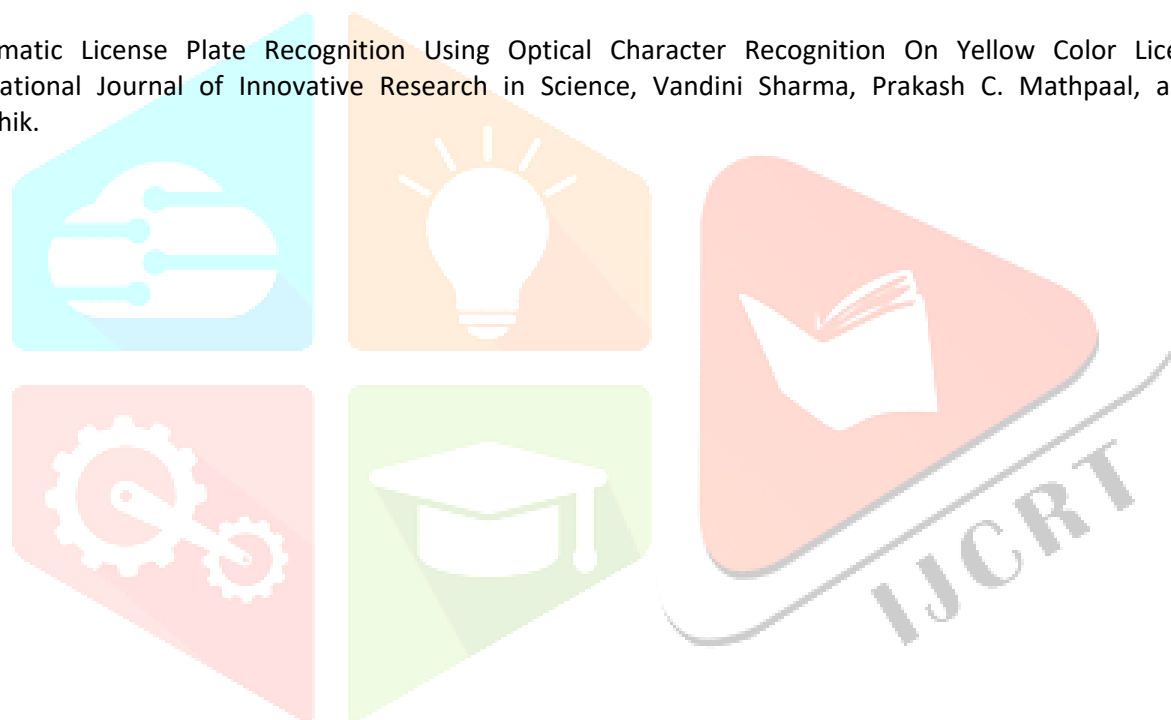 matic License Plate Recognition Using Optical Character Recognition On Yellow Color Lice
ational Journal of Innovative Research in Science, Vandini Sharma, Prakash C. Mathpaal, a
hik.
IJCRT